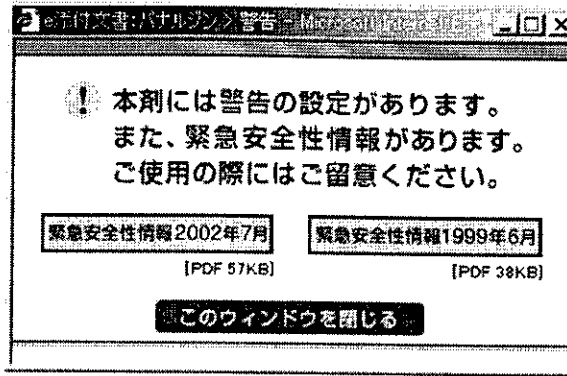 e添付文書:パナルジン>警告 - Microsoft Internet E
本剤には警告の設定があります。
また、緊急安全性情報があります。
ご使用の際にはご留意ください。
緊急安全性情報2002年7月 緊急安全性情報1999年6月
[PDF 57KB] [PDF 38KB]
このウィンドウを閉じる